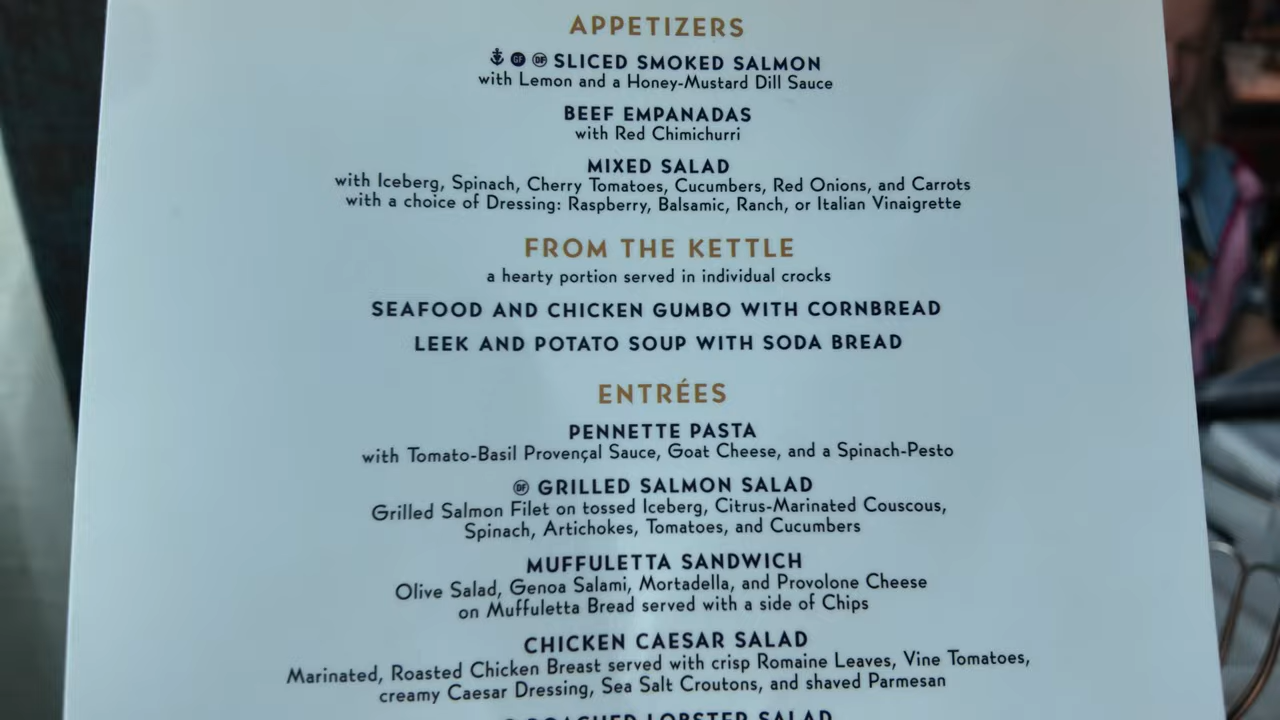 APPETIZERS
GF DF SLICED SMOKED SALMON
with Lemon and a Honey-Mustard Dill Sauce
BEEF EMPANADAS
with Red Chimichurri
MIXED SALAD
with Iceberg, Spinach, Cherry Tomatoes, Cucumbers, Red Onions, and Carrots
with a choice of Dressing: Raspberry, Balsamic, Ranch, or Italian Vinaigrette
FROM THE KETTLE
a hearty portion served in individual crocks
SEAFOOD AND CHICKEN GUMBO WITH CORNBREAD
LEEK AND POTATO SOUP WITH SODA BREAD
ENTRÉES
PENNETTE PASTA
with Tomato-Basil Provençal Sauce, Goat Cheese, and a Spinach-Pesto
DF GRILLED SALMON SALAD
Grilled Salmon Filet on tossed Iceberg, Citrus-Marinated Couscous,
Spinach, Artichokes, Tomatoes, and Cucumbers
MUFFULETTA SANDWICH
Olive Salad, Genoa Salami, Mortadella, and Provolone Cheese
on Muffuletta Bread served with a side of Chips
CHICKEN CAESAR SALAD
Marinated, Roasted Chicken Breast served with crisp Romaine Leaves, Vine Tomatoes,
creamy Caesar Dressing, Sea Salt Croutons, and shaved Parmesan
LOBSTER SALAD